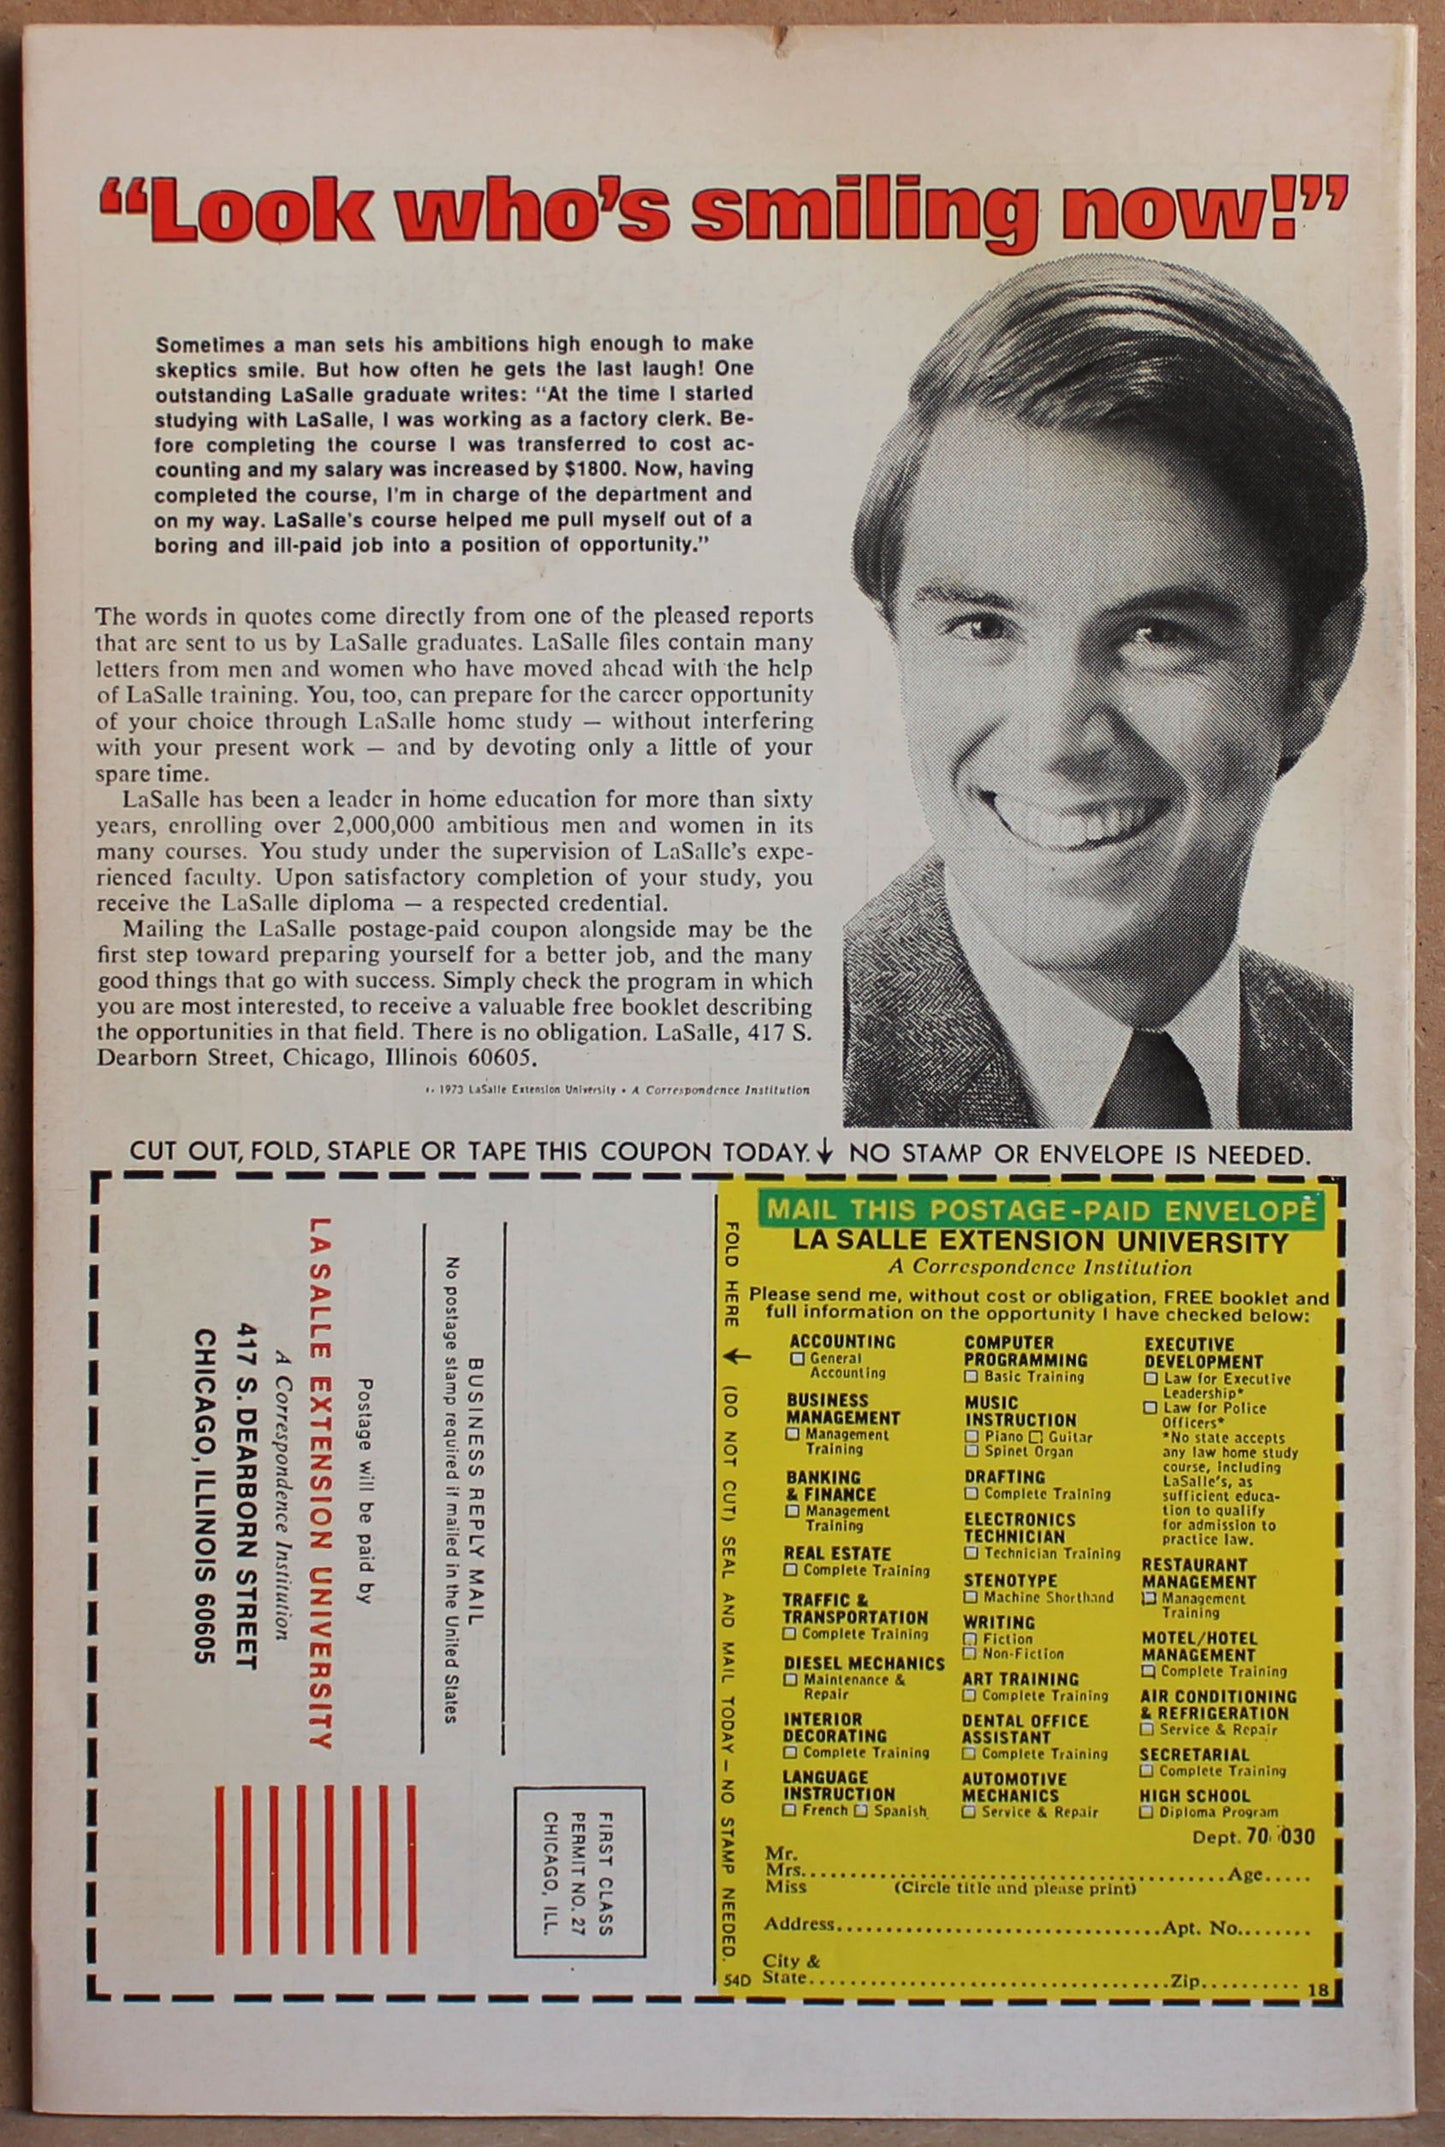 “Look who’s smiling now!”
Sometimes a man sets his ambitions high enough to make
skeptics smile. But how often he gets the last laugh! One
outstanding LaSalle graduate writes: “At the time I started
studying with LaSalle, I was working as a factory clerk. Be-
fore completing the course I was transferred to cost ac-
counting and my salary was increased by $1800. Now, having
completed the course, I’m in charge of the department and
on my way. LaSalle’s course helped me pull myself out of a
boring and ill-paid job into a position of opportunity.”
The words in quotes come directly from one of the pleased reports
that are sent to us by LaSalle graduates. LaSalle files contain many
letters from men and women who have moved ahead with the help
of LaSalle training. You, too, can prepare for the career opportunity
of your choice through LaSalle home study — without interfering
with your present work — and by devoting only a little of your
spare time.
LaSalle has been a leader in home education for more than sixty
years, enrolling over 2,000,000 ambitious men and women in its
many courses. You study under the supervision of LaSalle’s expe-
rienced faculty. Upon satisfactory completion of your study, you
receive the LaSalle diploma — a respected credential.
Mailing the LaSalle postage-paid coupon alongside may be the
first step toward preparing yourself for a better job, and the many
good things that go with success. Simply check the program in which
you are most interested, to receive a valuable free booklet describing
the opportunities in that field. There is no obligation. LaSalle, 417 S.
Dearborn Street, Chicago, Illinois 60605.
1973 LaSalle Extension University • A Correspondence Institution
CUT OUT, FOLD, STAPLE OR TAPE THIS COUPON TODAY. ↓ NO STAMP OR ENVELOPE IS NEEDED.
FIRST CLASS
PERMIT NO. 27
CHICAGO, ILL.
BUSINESS REPLY MAIL
No postage stamp required if mailed in the United States
Postage will be paid by
LA SALLE EXTENSION UNIVERSITY
A Correspondence Institution
417 S. DEARBORN STREET
CHICAGO, ILLINOIS 60605
FOLD HERE ↓ (DO NOT CUT) SEAL AND MAIL TODAY — NO STAMP NEEDED.
54D
MAIL THIS POSTAGE-PAID ENVELOPE
LA SALLE EXTENSION UNIVERSITY
A Correspondence Institution
Please send me, without cost or obligation, FREE booklet and
full information on the opportunity I have checked below:
ACCOUNTING
☐ General
Accounting
BUSINESS
MANAGEMENT
☐ Management
Training
BANKING
& FINANCE
☐ Management
Training
REAL ESTATE
☐ Complete Training
TRAFFIC &
TRANSPORTATION
☐ Complete Training
DIESEL MECHANICS
☐ Maintenance &
Repair
INTERIOR
DECORATING
☐ Complete Training
LANGUAGE
INSTRUCTION
☐ French ☐ Spanish
COMPUTER
PROGRAMMING
☐ Basic Training
MUSIC
INSTRUCTION
☐ Piano ☐ Guitar
☐ Spinet Organ
DRAFTING
☐ Complete Training
ELECTRONICS
TECHNICIAN
☐ Technician Training
STENOTYPE
☐ Machine Shorthand
WRITING
☐ Fiction
☐ Non-Fiction
ART TRAINING
☐ Complete Training
DENTAL OFFICE
ASSISTANT
☐ Complete Training
AUTOMOTIVE
MECHANICS
☐ Service & Repair
EXECUTIVE
DEVELOPMENT
☐ Law for Executive
Leadership*
☐ Law for Police
Officers*
*No state accepts
any law home study
course, including
LaSalle’s, as
sufficient educa-
tion to qualify
for admission to
practice law.
RESTAURANT
MANAGEMENT
☐ Management
Training
MOTEL/HOTEL
MANAGEMENT
☐ Complete Training
AIR CONDITIONING
& REFRIGERATION
☐ Service & Repair
SECRETARIAL
☐ Complete Training
HIGH SCHOOL
☐ Diploma Program
Dept. 70-030
Mr.
Mrs. Age
Miss (Circle title and please print)
Address Apt. No.
City &
State Zip
18